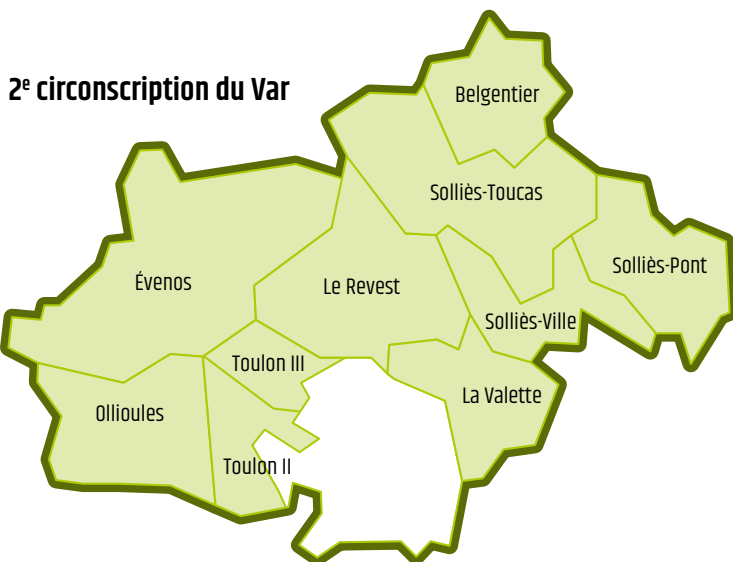 2e circonscription du Var
Belgentier
Solliès-Toucas
Solliès-Pont
Évenos
Le Revest
Solliès-Ville
Toulon III
La Valette
Ollioules
Toulon II